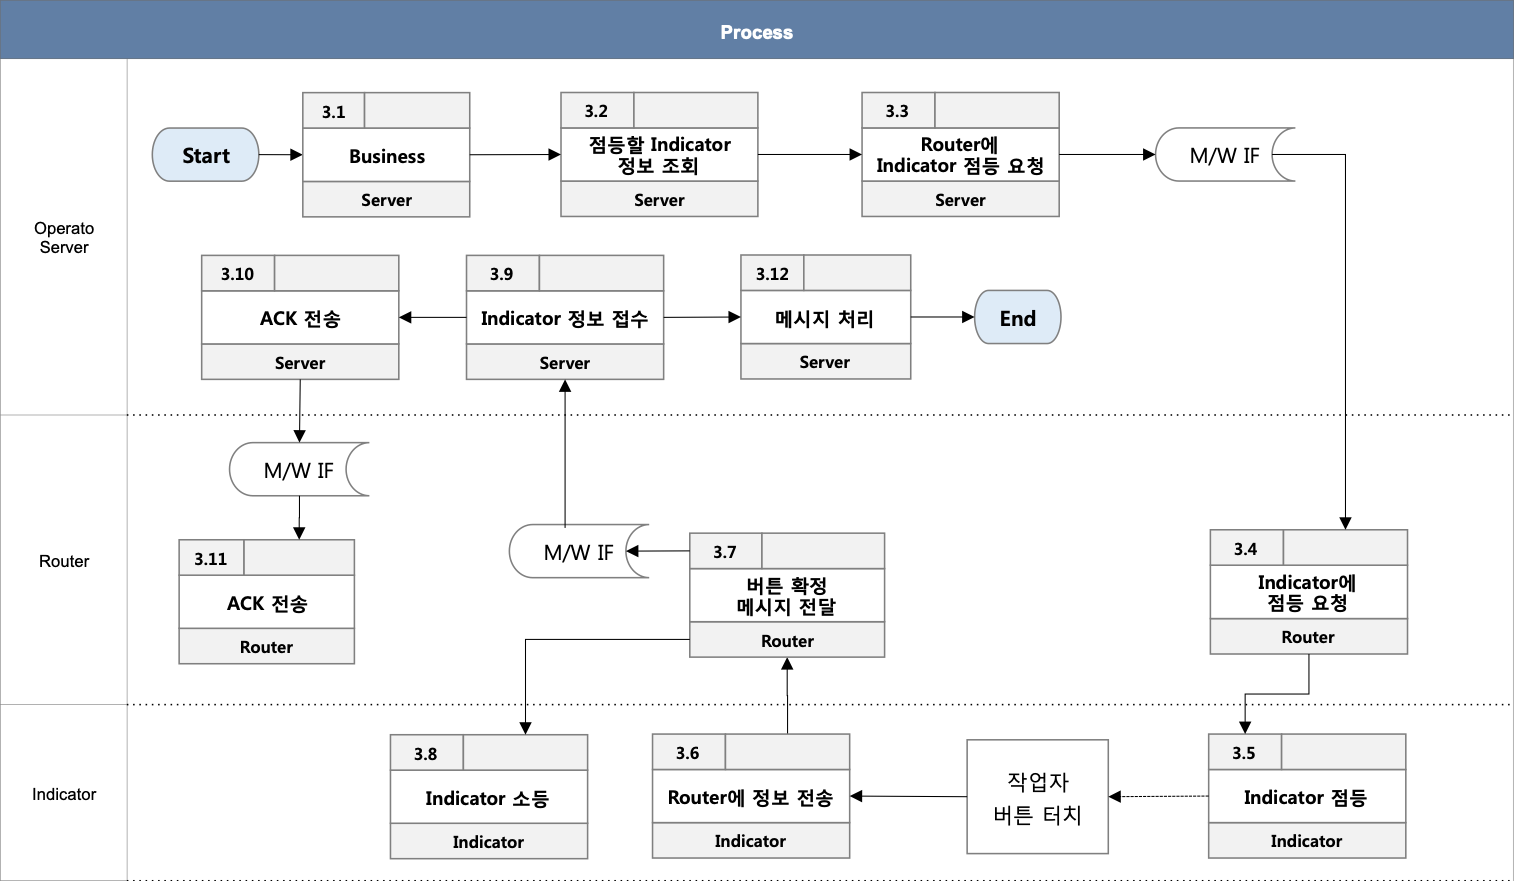 Process
Operato
Server
Start
3.1
Business
Server
3.2
점등할 Indicator
정보 조회
Server
3.3
Router에
Indicator 점등 요청
Server
M/W IF
3.10
ACK 전송
Server
3.9
Indicator 정보 접수
Server
3.12
메시지 처리
Server
End
Router
M/W IF
3.11
ACK 전송
Router
M/W IF
3.7
버튼 확정
메시지 전달
Router
3.4
Indicator에
점등 요청
Router
Indicator
3.8
Indicator 소등
Indicator
3.6
Router에 정보 전송
Indicator
작업자
버튼 터치
3.5
Indicator 점등
Indicator